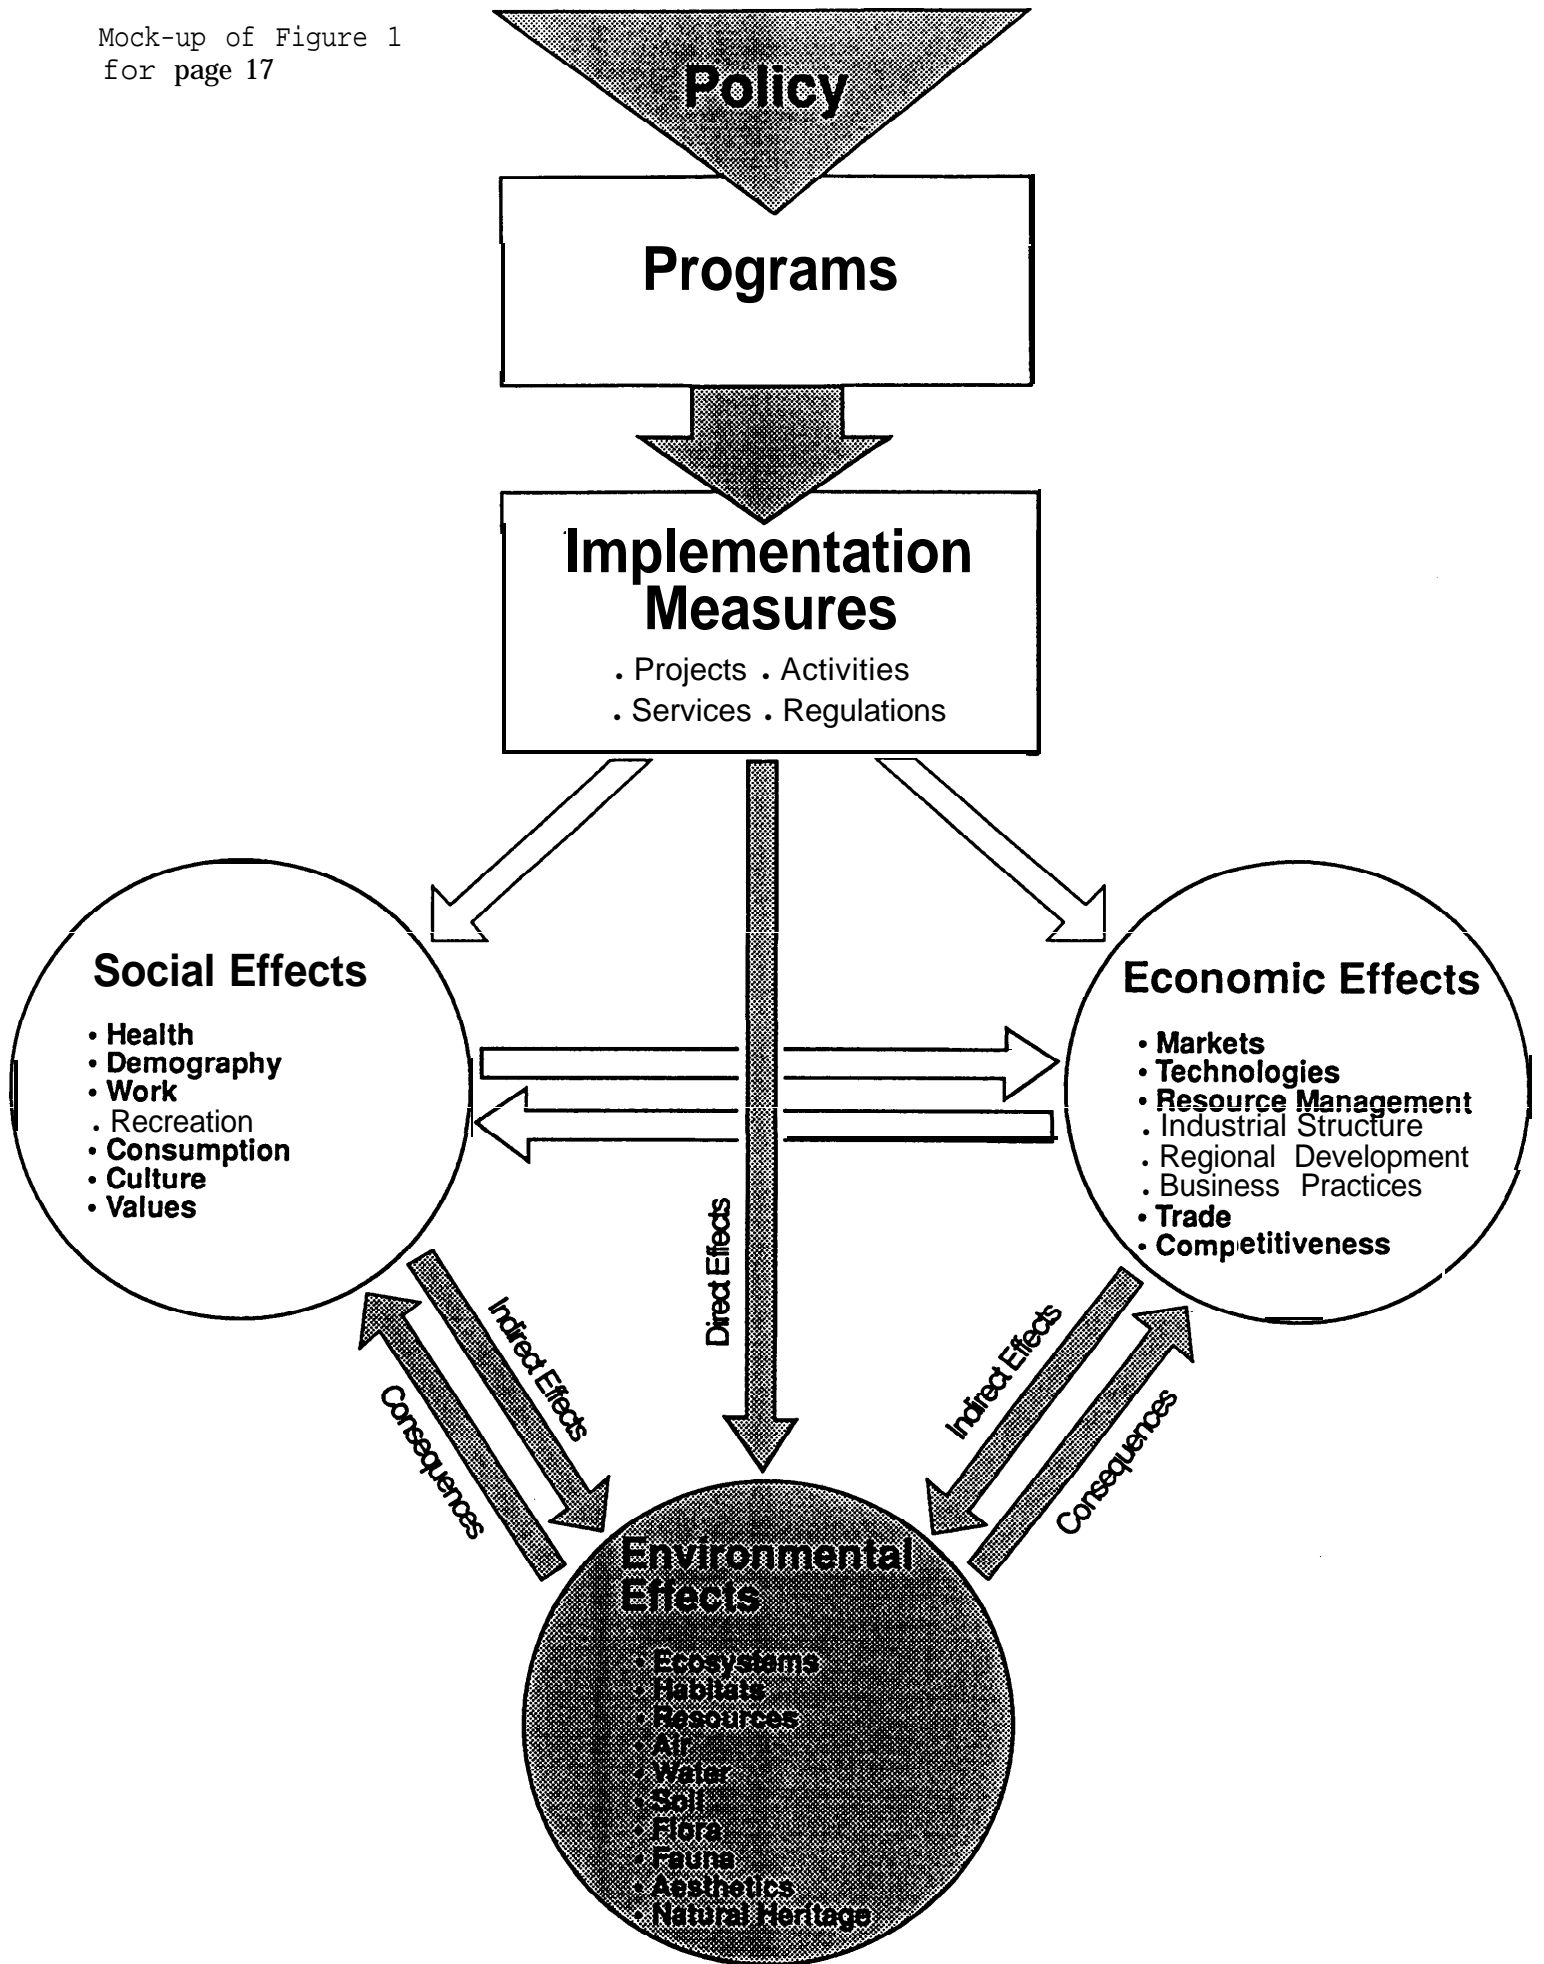 Mock-up of Figure 1
for page 17
Policy
Programs
Implementation
Measures
. Projects . Activities
. Services . Regulations
Social Effects
• Health
• Demography
• Work
. Recreation
• Consumption
• Culture
• Values
Economic Effects
• Markets
• Technologies
• Resource Management
. Industrial Structure
. Regional Development
. Business Practices
• Trade
• Competitiveness
Direct Effects
Indirect Effects
Consequences
Indirect Effects
Consequences
Environmental
Effects
• Ecosystems
• Habitats
• Resources
• Air
• Water
• Soil
• Flora
• Fauna
• Aesthetics
• Natural Heritage